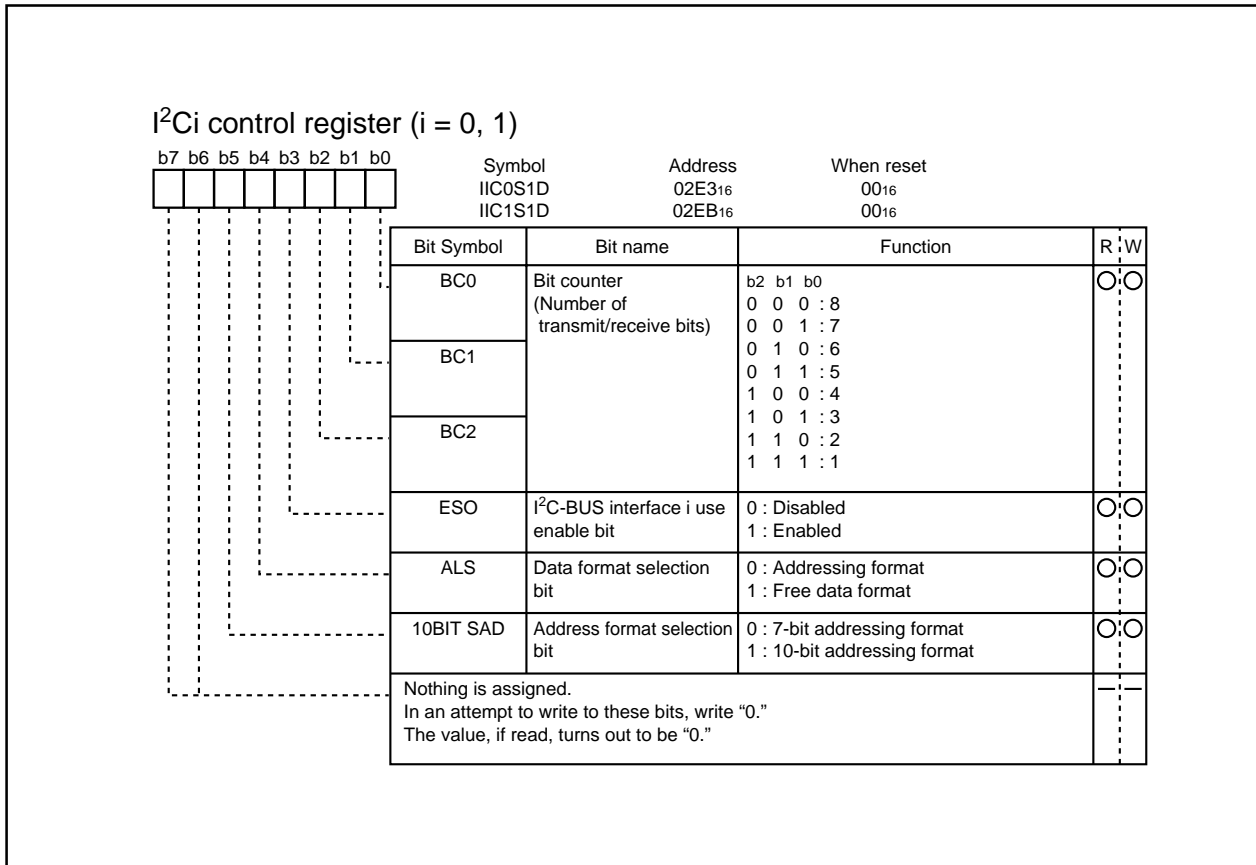 I²Ci control register (i = 0, 1)
b7 b6 b5 b4 b3 b2 b1 b0
Symbol Address When reset
IIC0S1D 02E3₁₆ 00₁₆
IIC1S1D 02EB₁₆ 00₁₆
Bit Symbol Bit name Function R W
BC0 Bit counter b2 b1 b0
(Number of 0 0 0 : 8
transmit/receive bits) 0 0 1 : 7
0 1 0 : 6
BC1 0 1 1 : 5
1 0 0 : 4
1 0 1 : 3
BC2 1 1 0 : 2
1 1 1 : 1
ESO I²C-BUS interface i use 0 : Disabled
enable bit 1 : Enabled
ALS Data format selection 0 : Addressing format
bit 1 : Free data format
10BIT SAD Address format selection 0 : 7-bit addressing format
bit 1 : 10-bit addressing format
Nothing is assigned. — —
In an attempt to write to these bits, write “0.”
The value, if read, turns out to be “0.”